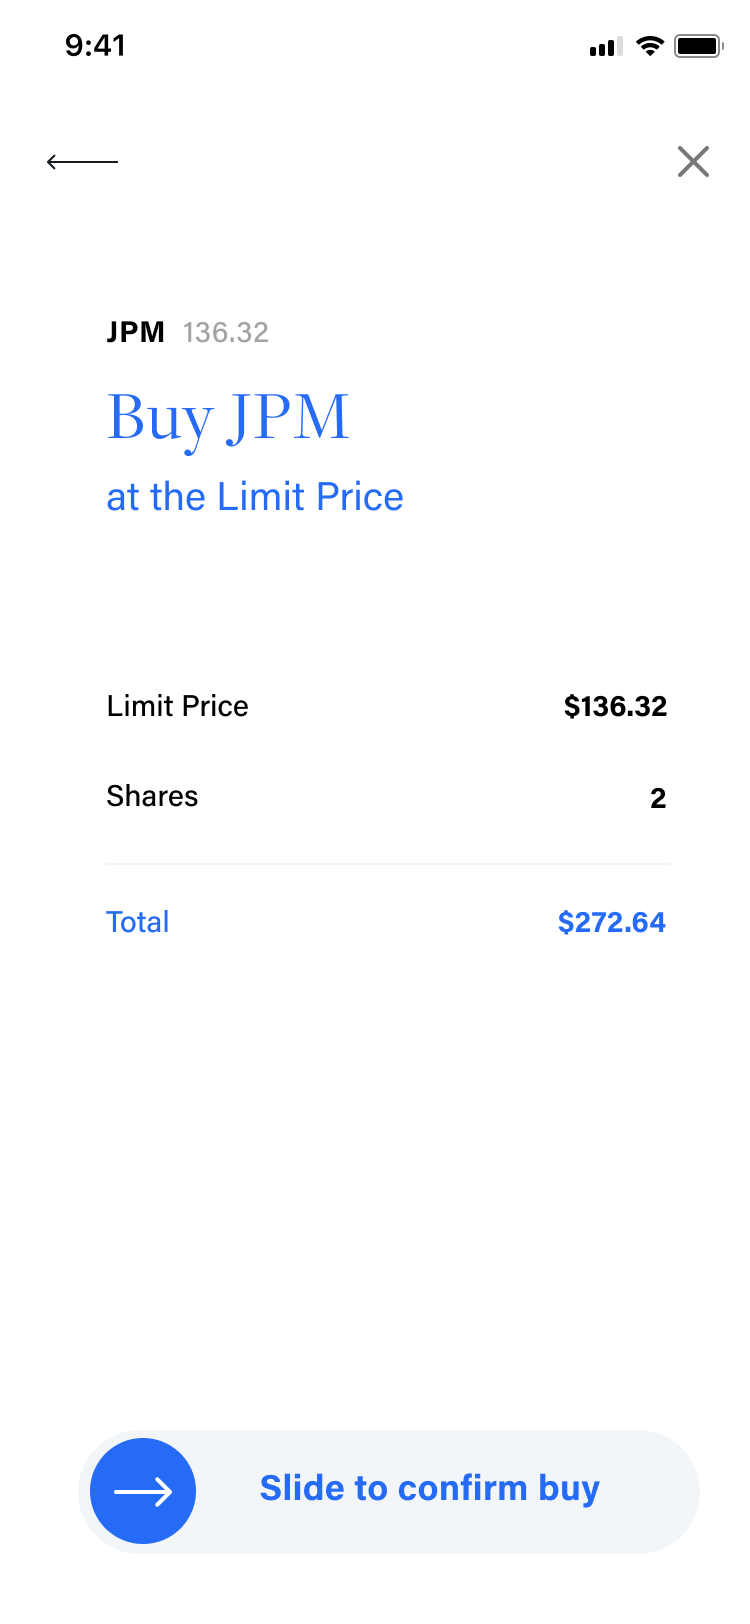 9:41
JPM 136.32
Buy JPM
at the Limit Price
Limit Price $136.32
Shares 2
Total $272.64
Slide to confirm buy